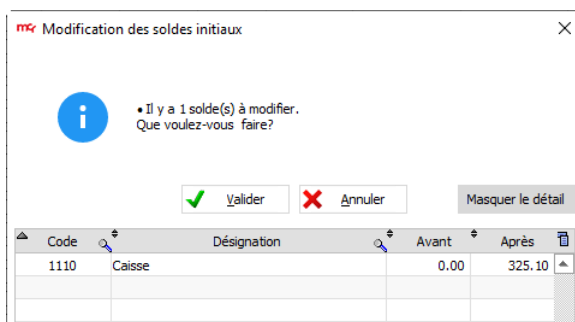 mcr Modification des soldes initiaux
• Il y a 1 solde(s) à modifier.
Que voulez-vous faire?
Valider Annuler Masquer le détail
Code Désignation Avant Après
1110 Caisse 0.00 325.10